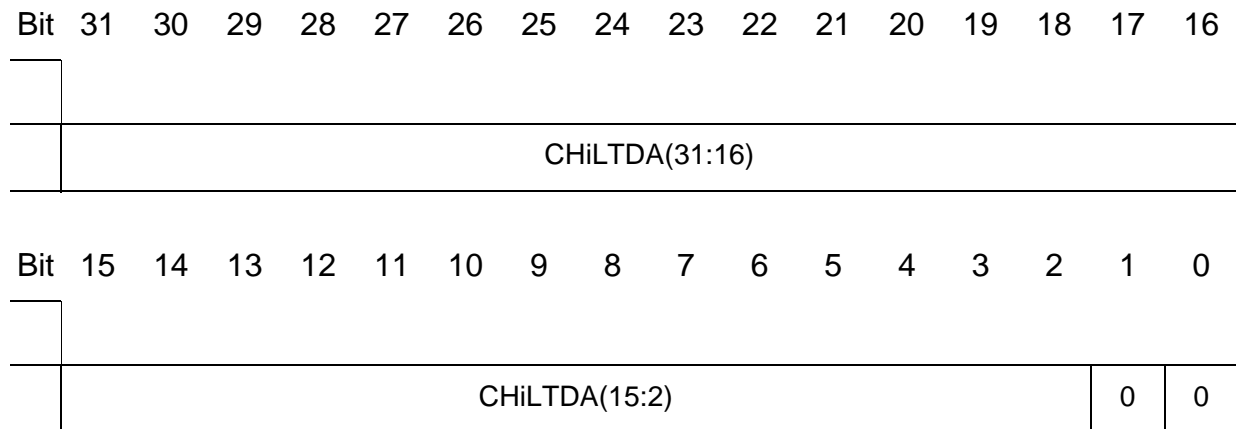 Bit 31 30 29 28 27 26 25 24 23 22 21 20 19 18 17 16
CHiLTDA(31:16)
Bit 15 14 13 12 11 10 9 8 7 6 5 4 3 2 1 0
CHiLTDA(15:2) 0 0